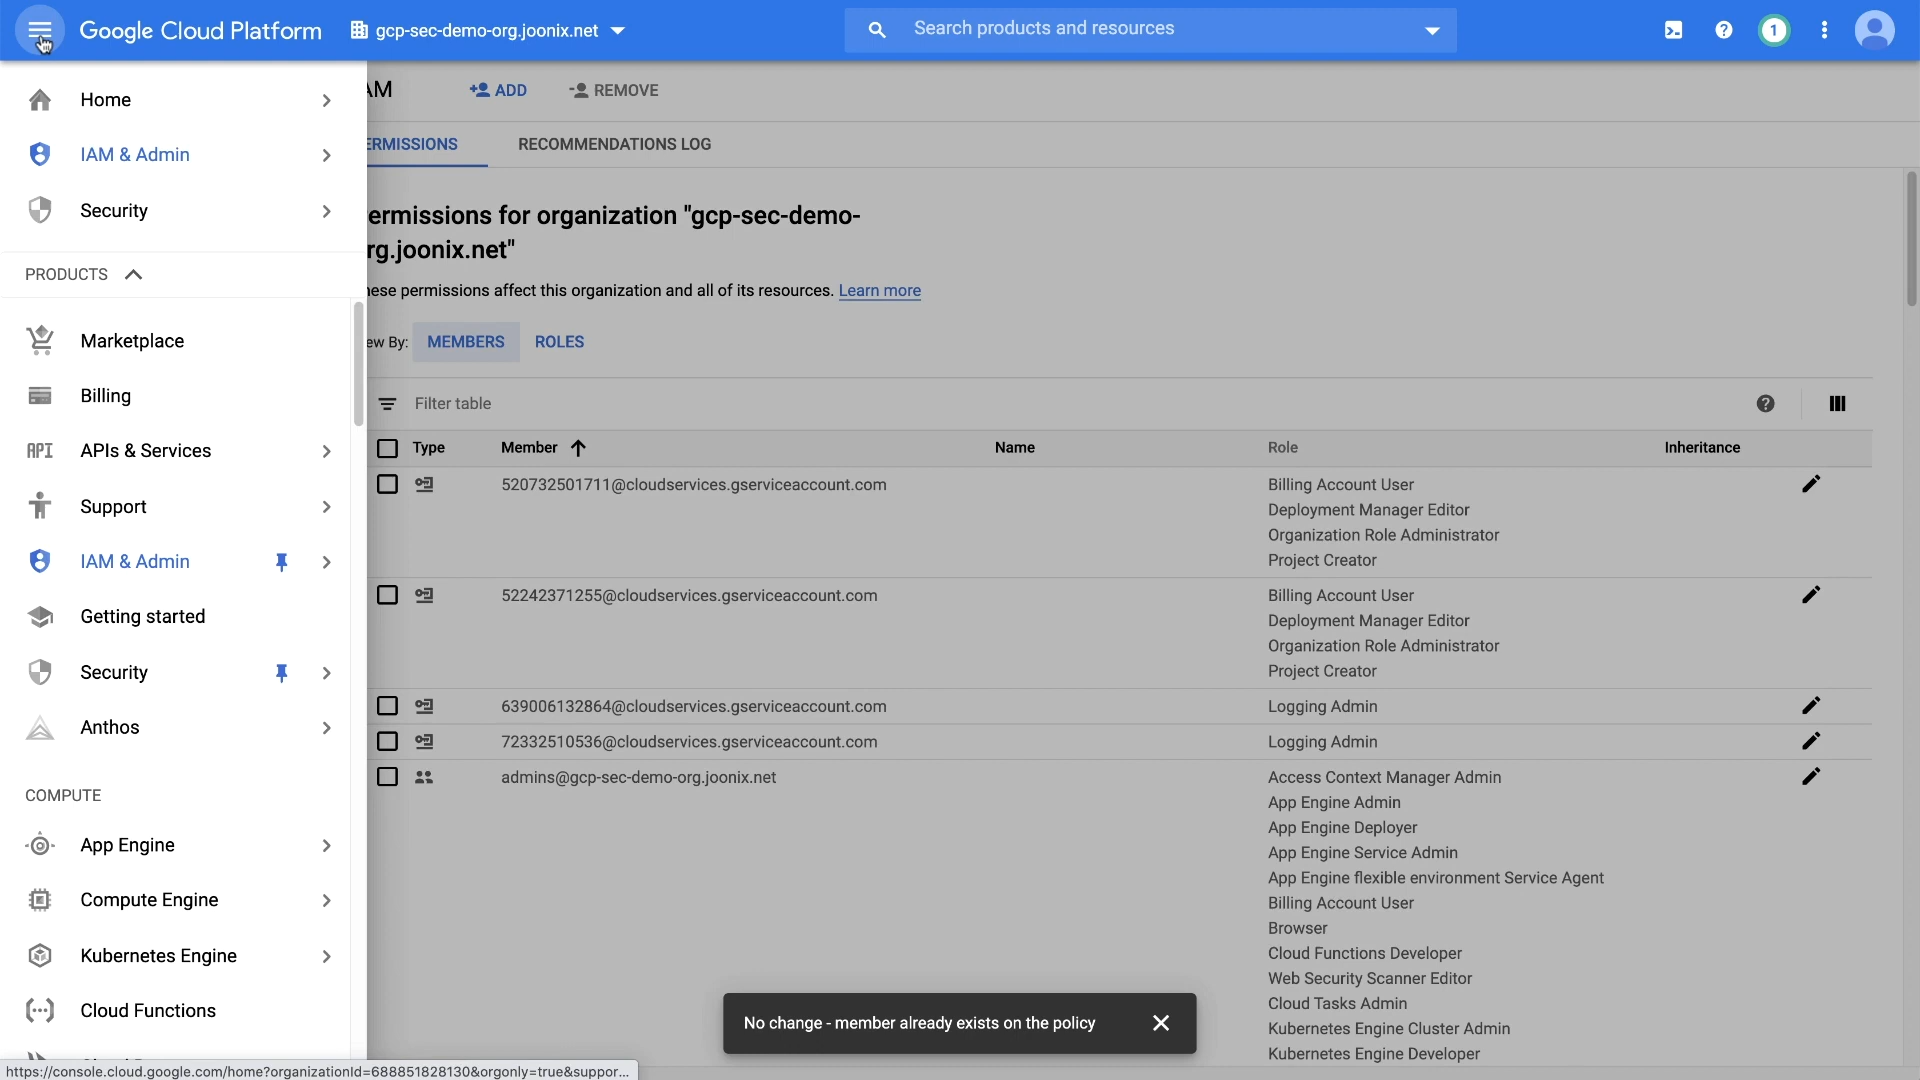 Google Cloud Platform
gcp-sec-demo-org.joonix.net
Search products and resources
1
Home
IAM & Admin
Security
PRODUCTS
Marketplace
Billing
API
APIs & Services
Support
IAM & Admin
Getting started
Security
Anthos
COMPUTE
App Engine
Compute Engine
Kubernetes Engine
Cloud Functions
https://console.cloud.google.com/home?organizationId=688851828130&orgonly=true&suppor...
AM
ADD
REMOVE
ERMISSIONS
RECOMMENDATIONS LOG
ermissions for organization "gcp-sec-demo-
rg.joonix.net"
hese permissions affect this organization and all of its resources. Learn more
ew By:
MEMBERS
ROLES
Filter table
Type
Member
Name
Role
Inheritance
520732501711@cloudservices.gserviceaccount.com
Billing Account User
Deployment Manager Editor
Organization Role Administrator
Project Creator
52242371255@cloudservices.gserviceaccount.com
Billing Account User
Deployment Manager Editor
Organization Role Administrator
Project Creator
639006132864@cloudservices.gserviceaccount.com
Logging Admin
72332510536@cloudservices.gserviceaccount.com
Logging Admin
admins@gcp-sec-demo-org.joonix.net
Access Context Manager Admin
App Engine Admin
App Engine Deployer
App Engine Service Admin
App Engine flexible environment Service Agent
Billing Account User
Browser
Cloud Functions Developer
Web Security Scanner Editor
Cloud Tasks Admin
Kubernetes Engine Cluster Admin
Kubernetes Engine Developer
No change - member already exists on the policy